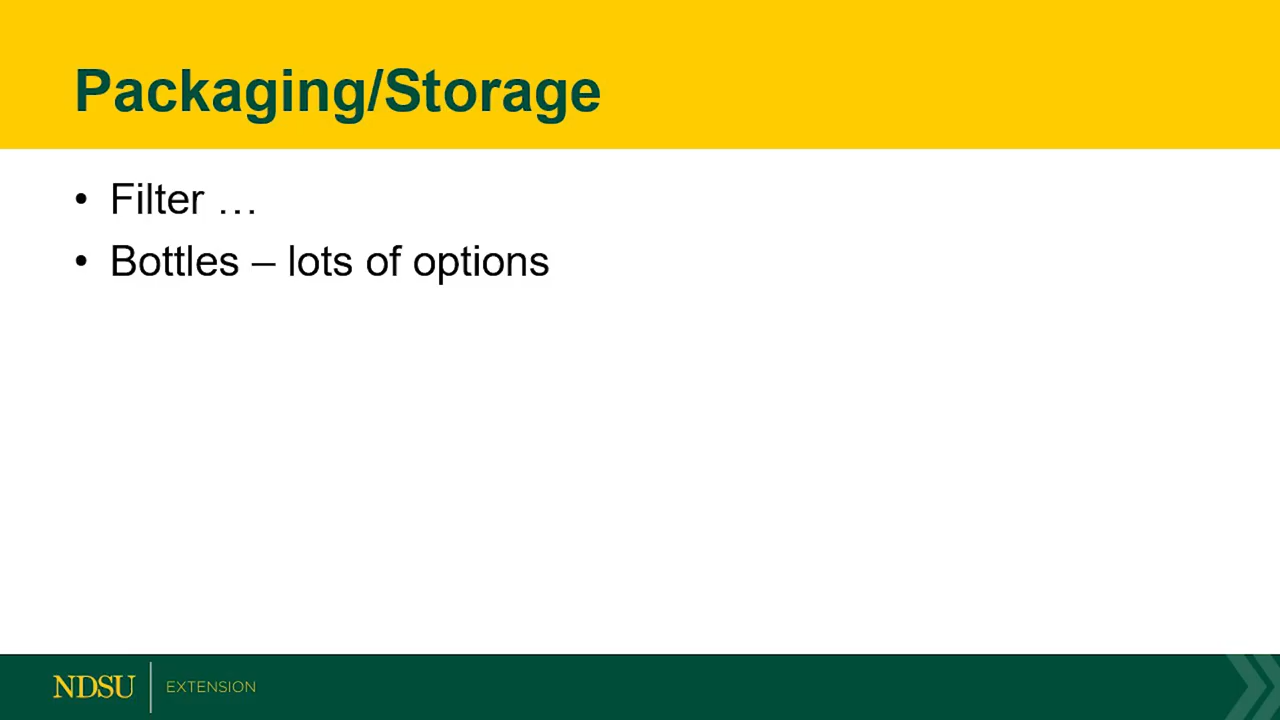 Packaging/Storage
• Filter …
• Bottles – lots of options
NDSU
EXTENSION